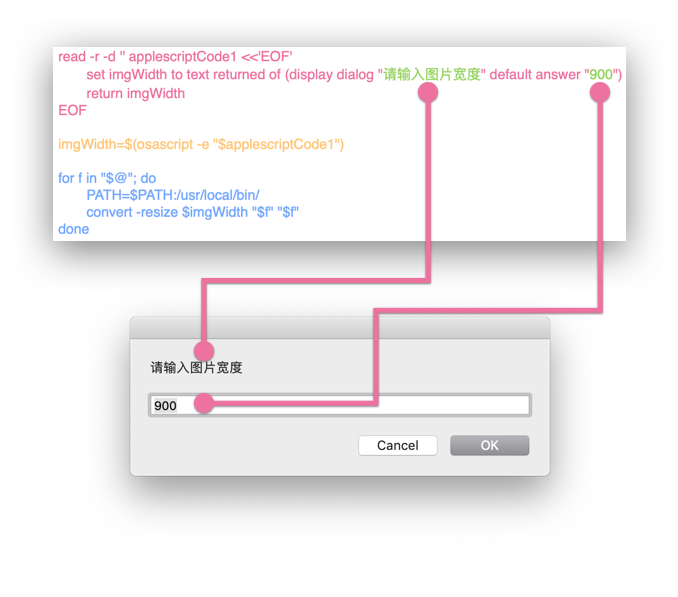 read -r -d '' applescriptCode1 <<'EOF'
set imgWidth to text returned of (display dialog "请输入图片宽度" default answer "900")
return imgWidth
EOF
imgWidth=$(osascript -e "$applescriptCode1")
for f in "$@"; do
PATH=$PATH:/usr/local/bin/
convert -resize $imgWidth "$f" "$f"
done
请输入图片宽度
900
Cancel OK